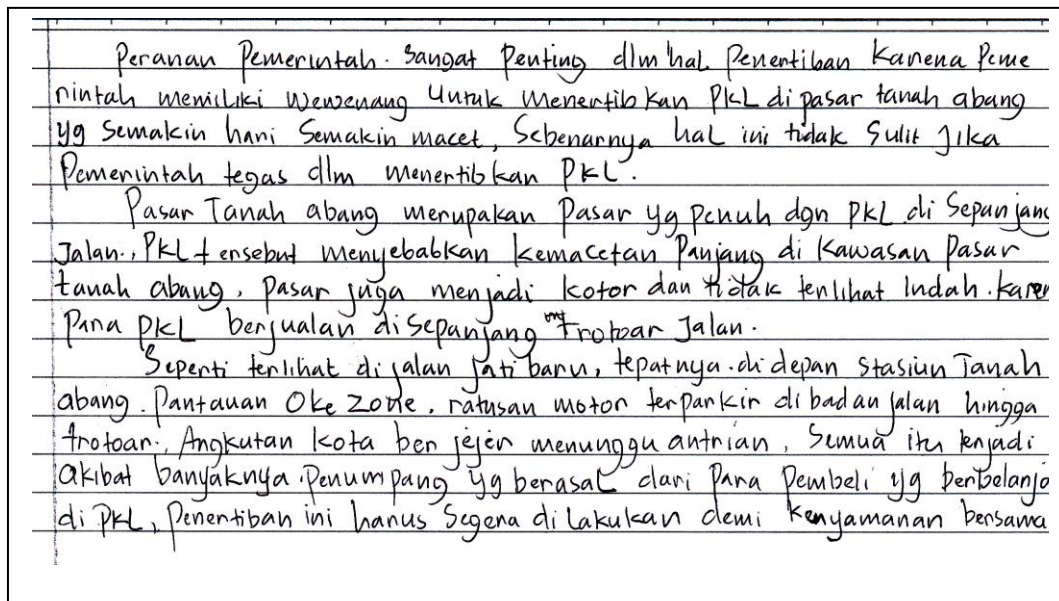 Peranan Pemerintah. Sangat Penting dlm hal Penertiban Karena Peme
rintah memiliki wewenang Untuk Menertibkan PKL di pasar tanah abang
yg Semakin hari Semakin macet, Sebenarnya hal ini tidak Sulit Jika
Pemerintah tegas dlm menertibkan PKL.
Pasar Tanah abang merupakan Pasar yg penuh dgn PKL di Sepanjang
Jalan., PKL tersebut menyebabkan kemacetan Panjang di Kawasan Pasar
tanah abang, pasar juga menjadi kotor dan tidak terlihat Indah. karen
Para PKL berjualan di Sepanjang trotoar Jalan.
Seperti terlihat di jalan jati baru, tepatnya di depan Stasiun Tanah
abang. Pantauan Oke Zone, ratusan motor terparkir di badan jalan hingga
trotoar., Angkutan kota ber jejer menunggu antrian, Semua itu terjadi
akibat banyaknya Penumpang yg berasal dari Para Pembeli yg berbelanja
di PKL, Penertiban ini harus Segera di Lakukan demi kenyamanan bersama